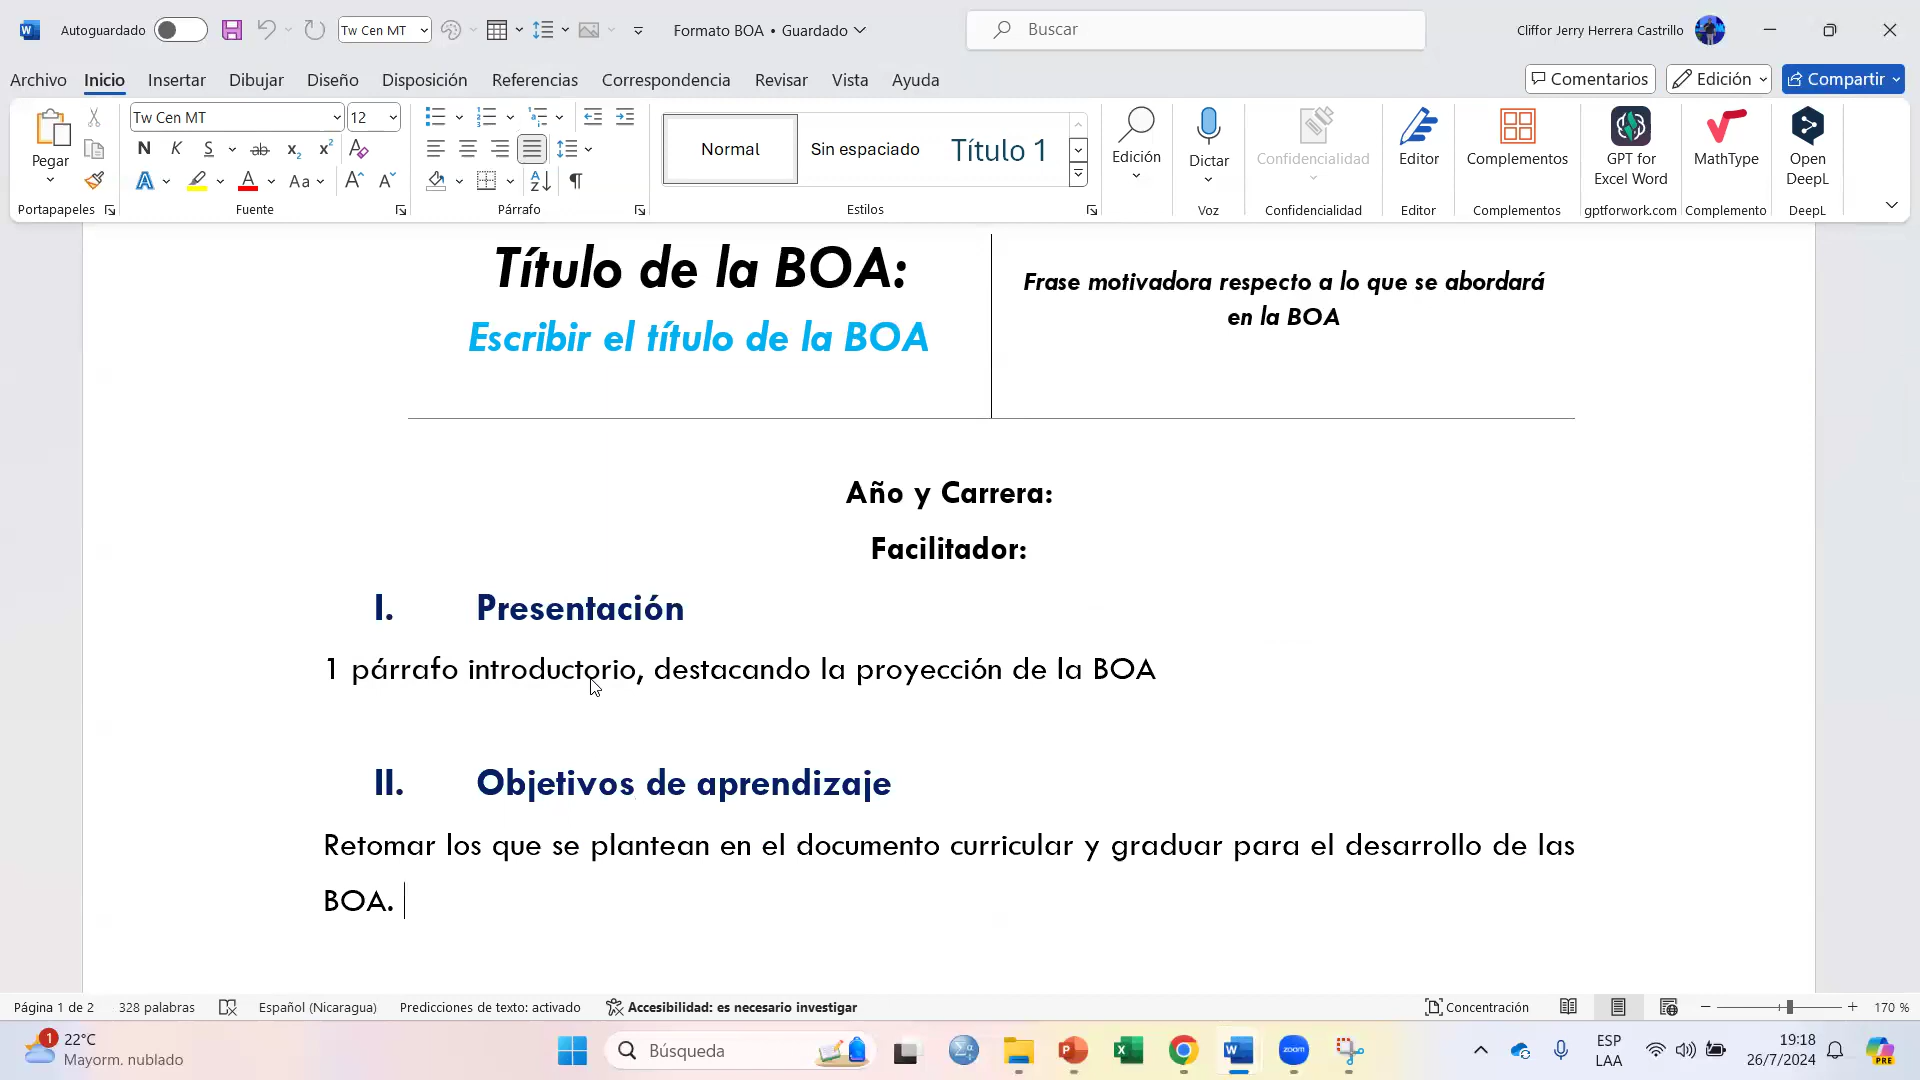 Autoguardado
Tw Cen MT
Formato BOA • Guardado
Buscar
Cliffor Jerry Herrera Castrillo
Archivo Inicio Insertar Dibujar Diseño Disposición Referencias Correspondencia Revisar Vista Ayuda
Comentarios Edición Compartir
Pegar
Portapapeles
Tw Cen MT 12
N K S ab x₂ x² A
A A Aa A A
Fuente
Párrafo
Normal Sin espaciado Título 1
Estilos
Edición
Dictar
Voz
Confidencialidad
Confidencialidad
Editor
Editor
Complementos
Complementos
GPT for
Excel Word
gptforwork.com
MathType
Complemento
Open
DeepL
DeepL
Título de la BOA:
Escribir el título de la BOA
Frase motivadora respecto a lo que se abordará
en la BOA
Año y Carrera:
Facilitador:
I. Presentación
1 párrafo introductorio, destacando la proyección de la BOA
II. Objetivos de aprendizaje
Retomar los que se plantean en el documento curricular y graduar para el desarrollo de las
BOA.
Página 1 de 2 328 palabras Español (Nicaragua) Predicciones de texto: activado Accesibilidad: es necesario investigar Concentración 170 %
1
22°C
Mayorm. nublado
Búsqueda
zoom
ESP
LAA
19:18
26/7/2024
PRE